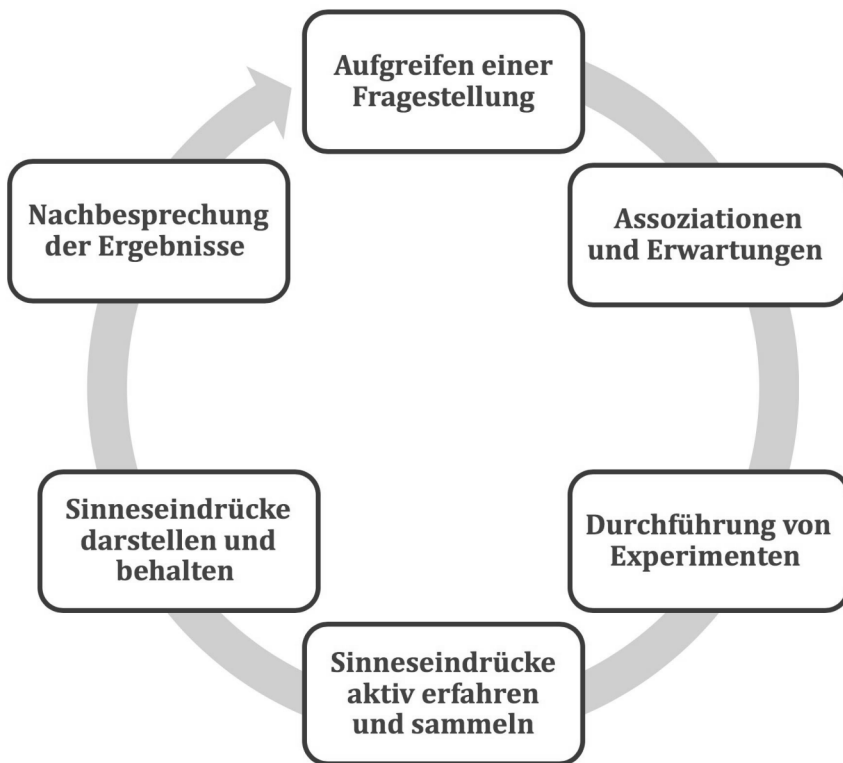 Aufgreifen einer
Fragestellung
Assoziationen
und Erwartungen
Durchführung von
Experimenten
Sinneseindrücke
aktiv erfahren
und sammeln
Sinneseindrücke
darstellen und
behalten
Nachbesprechung
der Ergebnisse